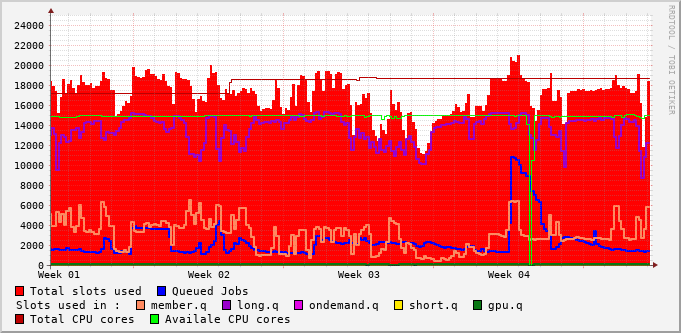 24000
22000
20000
18000
16000
14000
12000
10000
8000
6000
4000
2000
0
Week 01 Week 02 Week 03 Week 04
RRDTOOL / TOBI OETIKER
Total slots used Queued Jobs
Slots used in : member.q long.q ondemand.q short.q gpu.q
Total CPU cores Availale CPU cores